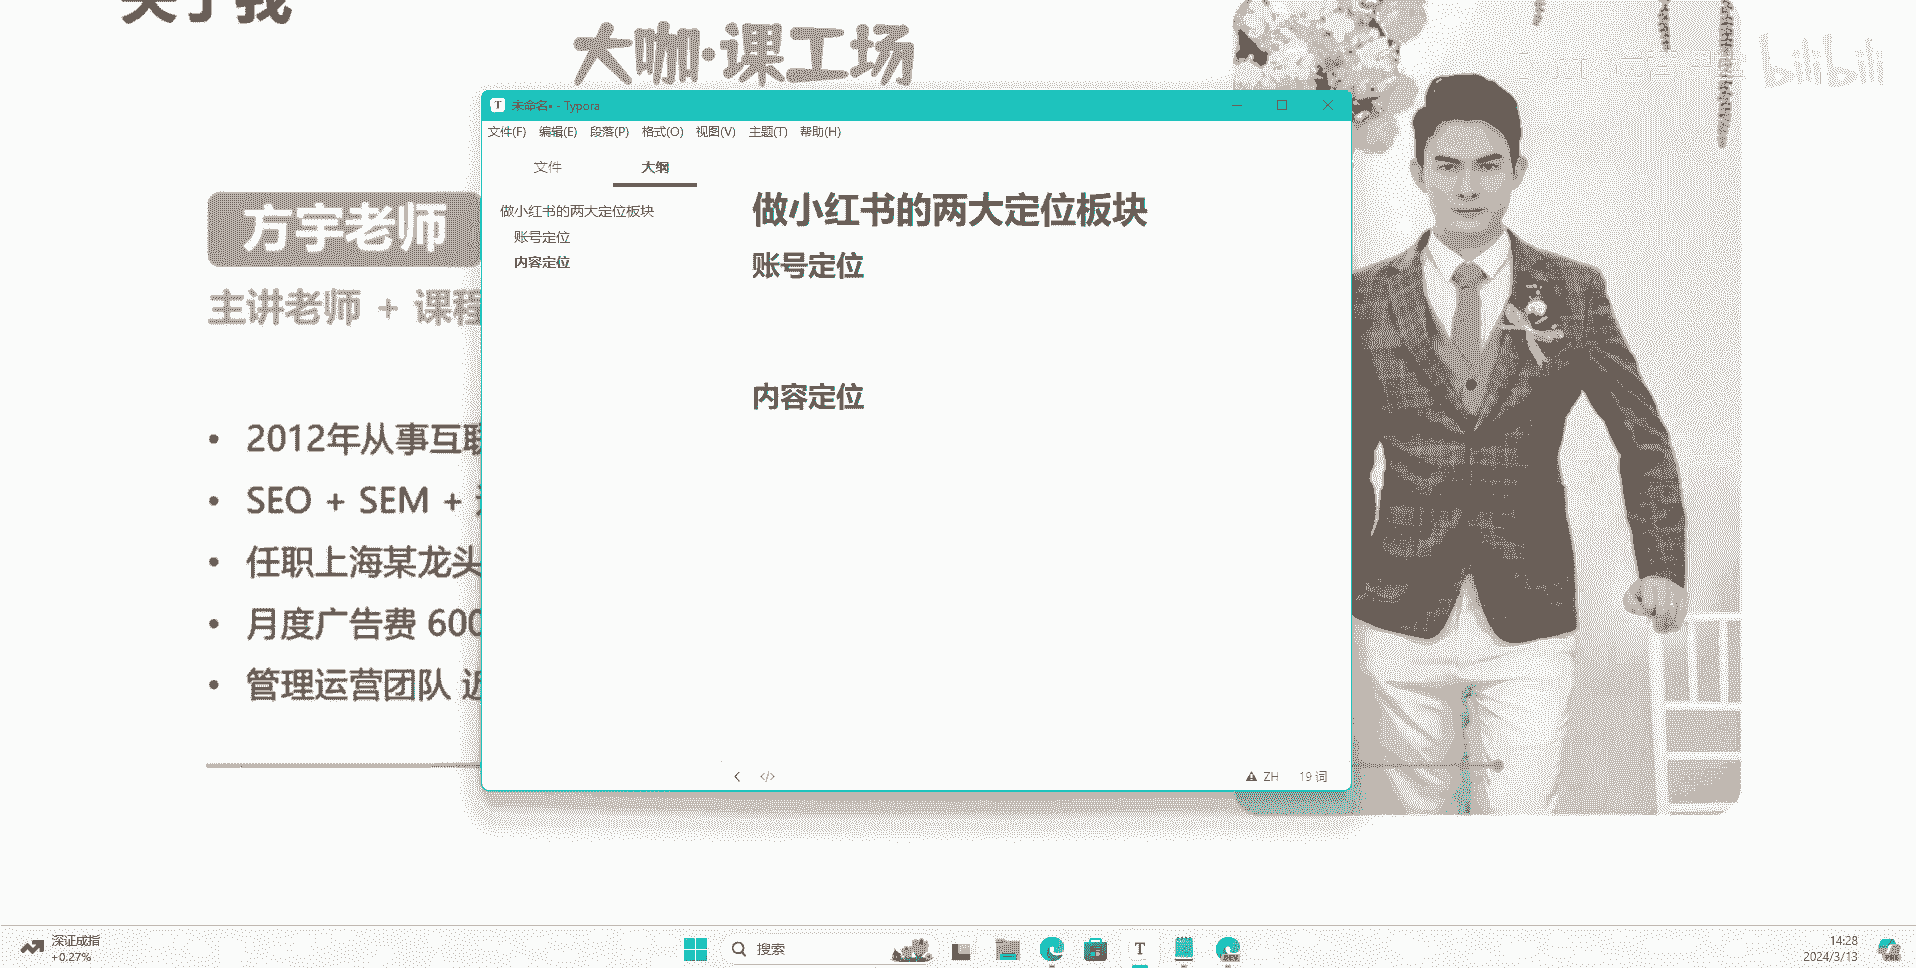 大咖·课工场
bilibili
方宇老师
主讲老师 + 课程
2012年从事互联
SEO + SEM +
任职上海某龙头
月度广告费 600
管理运营团队 近
未命名• - Typora
文件(F) 编辑(E) 段落(P) 格式(O) 视图(V) 主题(T) 帮助(H)
文件 大纲
做小红书的两大定位板块
账号定位
内容定位
做小红书的两大定位板块
账号定位
内容定位
ZH 19 词
深证成指
+0.27%
搜索
T
DEV
14:28
2024/3/13
PRE